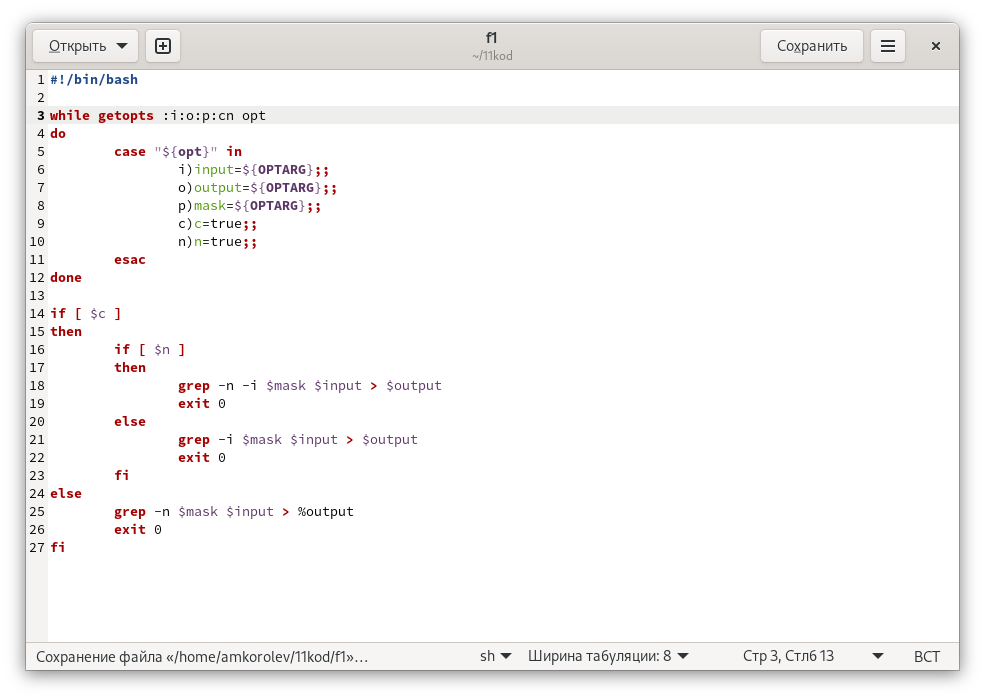 Открыть
f1
~/11kod
Сохранить
1 #!/bin/bash
2
3 while getopts :i:o:p:cn opt
4 do
5         case "${opt}" in
6                 i)input=${OPTARG};;
7                 o)output=${OPTARG};;
8                 p)mask=${OPTARG};;
9                 c)c=true;;
10                 n)n=true;;
11         esac
12 done
13
14 if [ $c ]
15 then
16         if [ $n ]
17         then
18                 grep -n -i $mask $input > $output
19                 exit 0
20         else
21                 grep -i $mask $input > $output
22                 exit 0
23         fi
24 else
25         grep -n $mask $input > %output
26         exit 0
27 fi
Сохранение файла «/home/amkorolev/11kod/f1»… sh Ширина табуляции: 8 Стр 3, Стлб 13 ВСТ